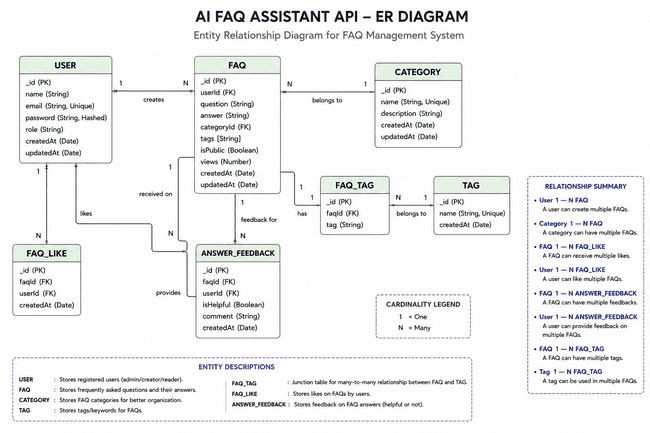 AI FAQ ASSISTANT API – ER DIAGRAM
Entity Relationship Diagram for FAQ Management System
USER
_id (PK)
name (String)
email (String, Unique)
password (String, Hashed)
role (String)
createdAt (Date)
updatedAt (Date)
1
N
creates
FAQ
_id (PK)
userId (FK)
question (String)
answer (String)
categoryId (FK)
tags [String]
isPublic (Boolean)
views (Number)
createdAt (Date)
updatedAt (Date)
N
1
belongs to
CATEGORY
_id (PK)
name (String, Unique)
description (String)
createdAt (Date)
updatedAt (Date)
1
N
likes
1
received on
1
feedback for
N
1
has
1
FAQ_TAG
_id (PK)
faqId (FK)
tag (String)
N
1
belongs to
TAG
_id (PK)
name (String, Unique)
createdAt (Date)
FAQ_LIKE
_id (PK)
faqId (FK)
userId (FK)
createdAt (Date)
provides
ANSWER_FEEDBACK
_id (PK)
faqId (FK)
userId (FK)
isHelpful (Boolean)
comment (String)
createdAt (Date)
CARDINALITY LEGEND
1 = One
N = Many
RELATIONSHIP SUMMARY
• User 1 — N FAQ
A user can create multiple FAQs.
• Category 1 — N FAQ
A category can have multiple FAQs.
• FAQ 1 — N FAQ_LIKE
A FAQ can receive multiple likes.
• User 1 — N FAQ_LIKE
A user can like multiple FAQs.
• FAQ 1 — N ANSWER_FEEDBACK
A FAQ can have multiple feedbacks.
• User 1 — N ANSWER_FEEDBACK
A user can provide feedback on
multiple FAQs.
• FAQ 1 — N FAQ_TAG
A FAQ can have multiple tags.
• Tag 1 — N FAQ_TAG
A tag can be used in multiple FAQs.
ENTITY DESCRIPTIONS
USER : Stores registered users (admin/creator/reader).
FAQ : Stores frequently asked questions and their answers.
CATEGORY : Stores FAQ categories for better organization.
TAG : Stores tags/keywords for FAQs.
FAQ_TAG : Junction table for many-to-many relationship between FAQ and TAG.
FAQ_LIKE : Stores likes on FAQs by users.
ANSWER_FEEDBACK : Stores feedback on FAQ answers (helpful or not).